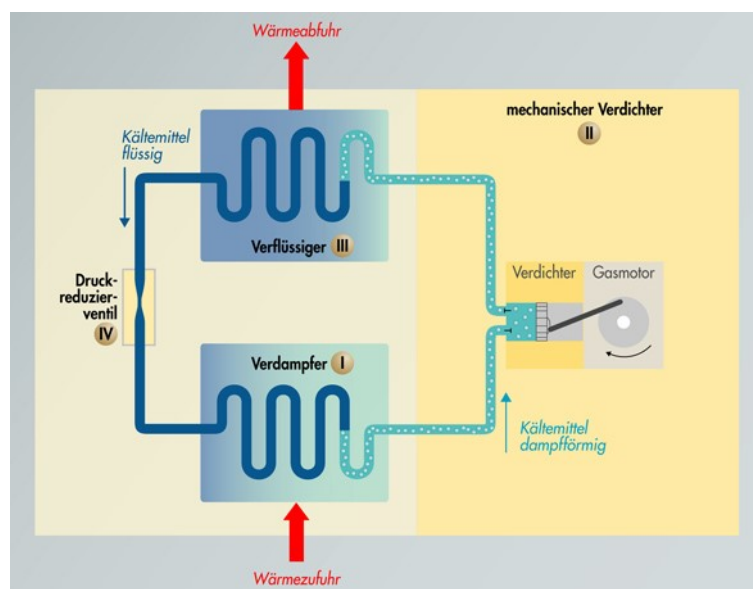 Wärmeabfuhr
mechanischer Verdichter
II
Kältemittel
flüssig
Verflüssiger III
Verdichter Gasmotor
Druck-
reduzier-
ventil
IV
Verdampfer I
Kältemittel
dampfförmig
Wärmezufuhr